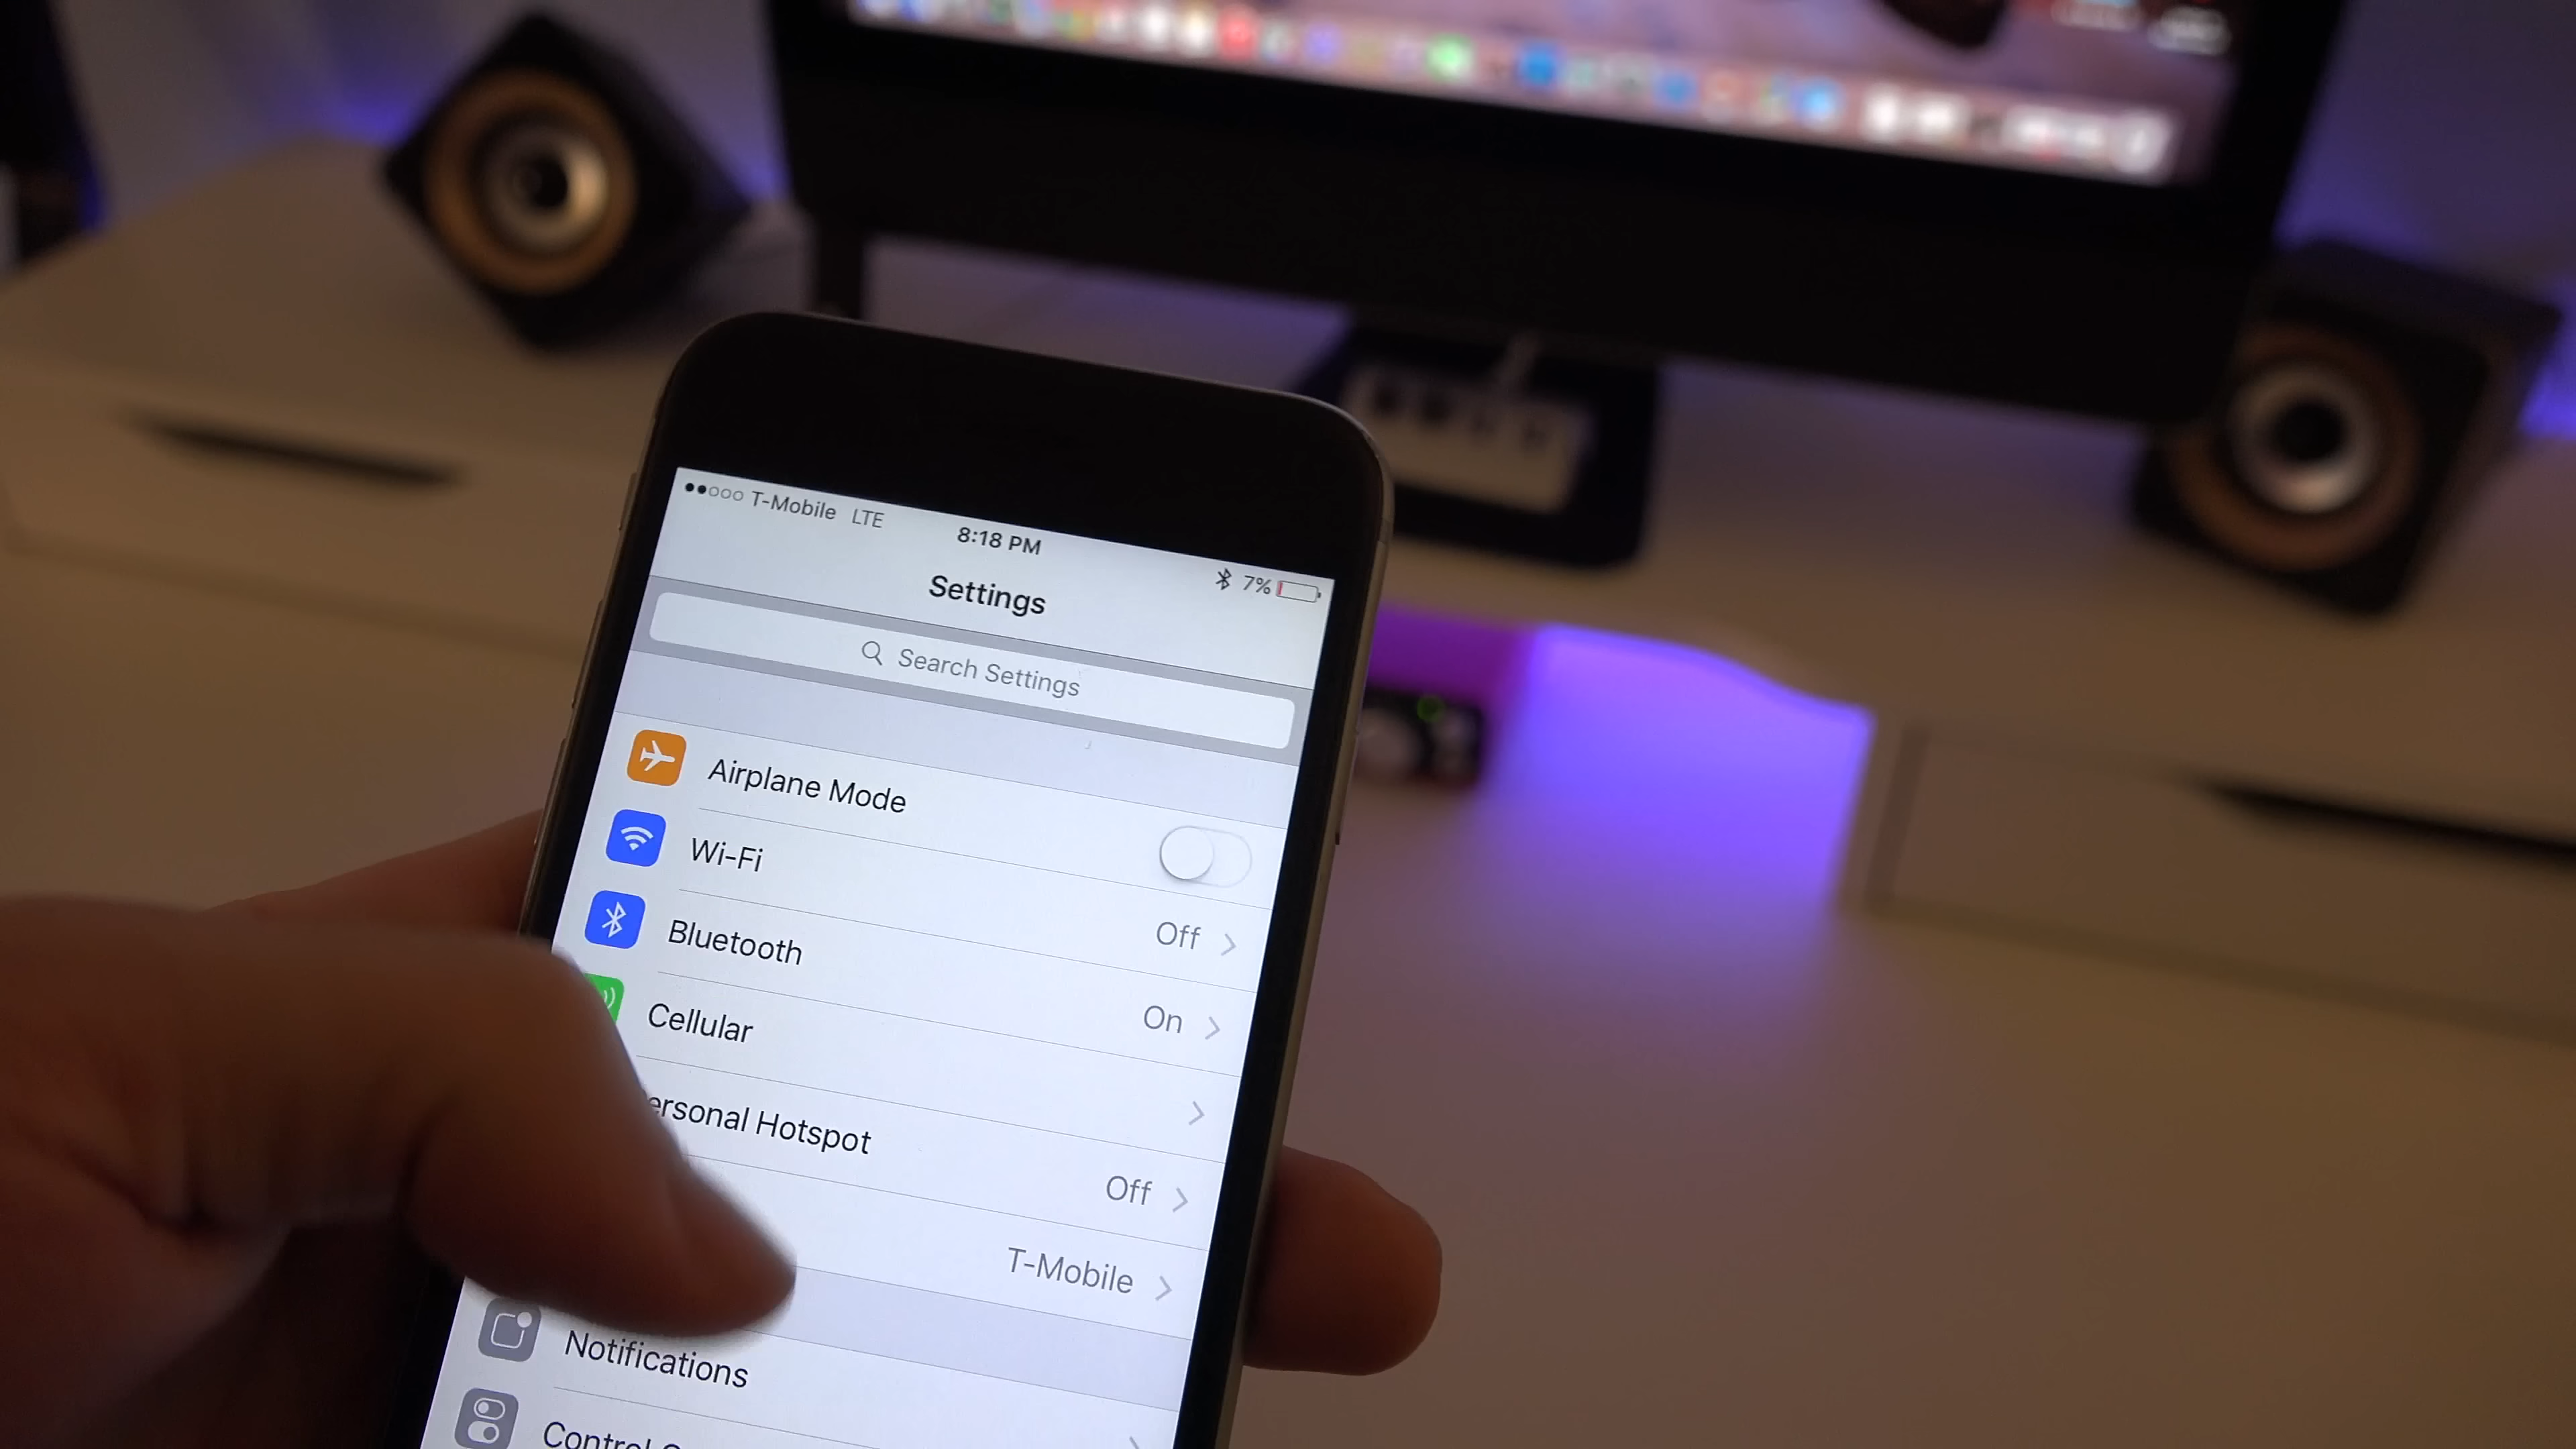 T-Mobile LTE 8:18 PM 7%
Settings
Search Settings
Airplane Mode
Wi-Fi Off
Bluetooth On
Cellular
ersonal Hotspot Off
T-Mobile
Notifications
Control